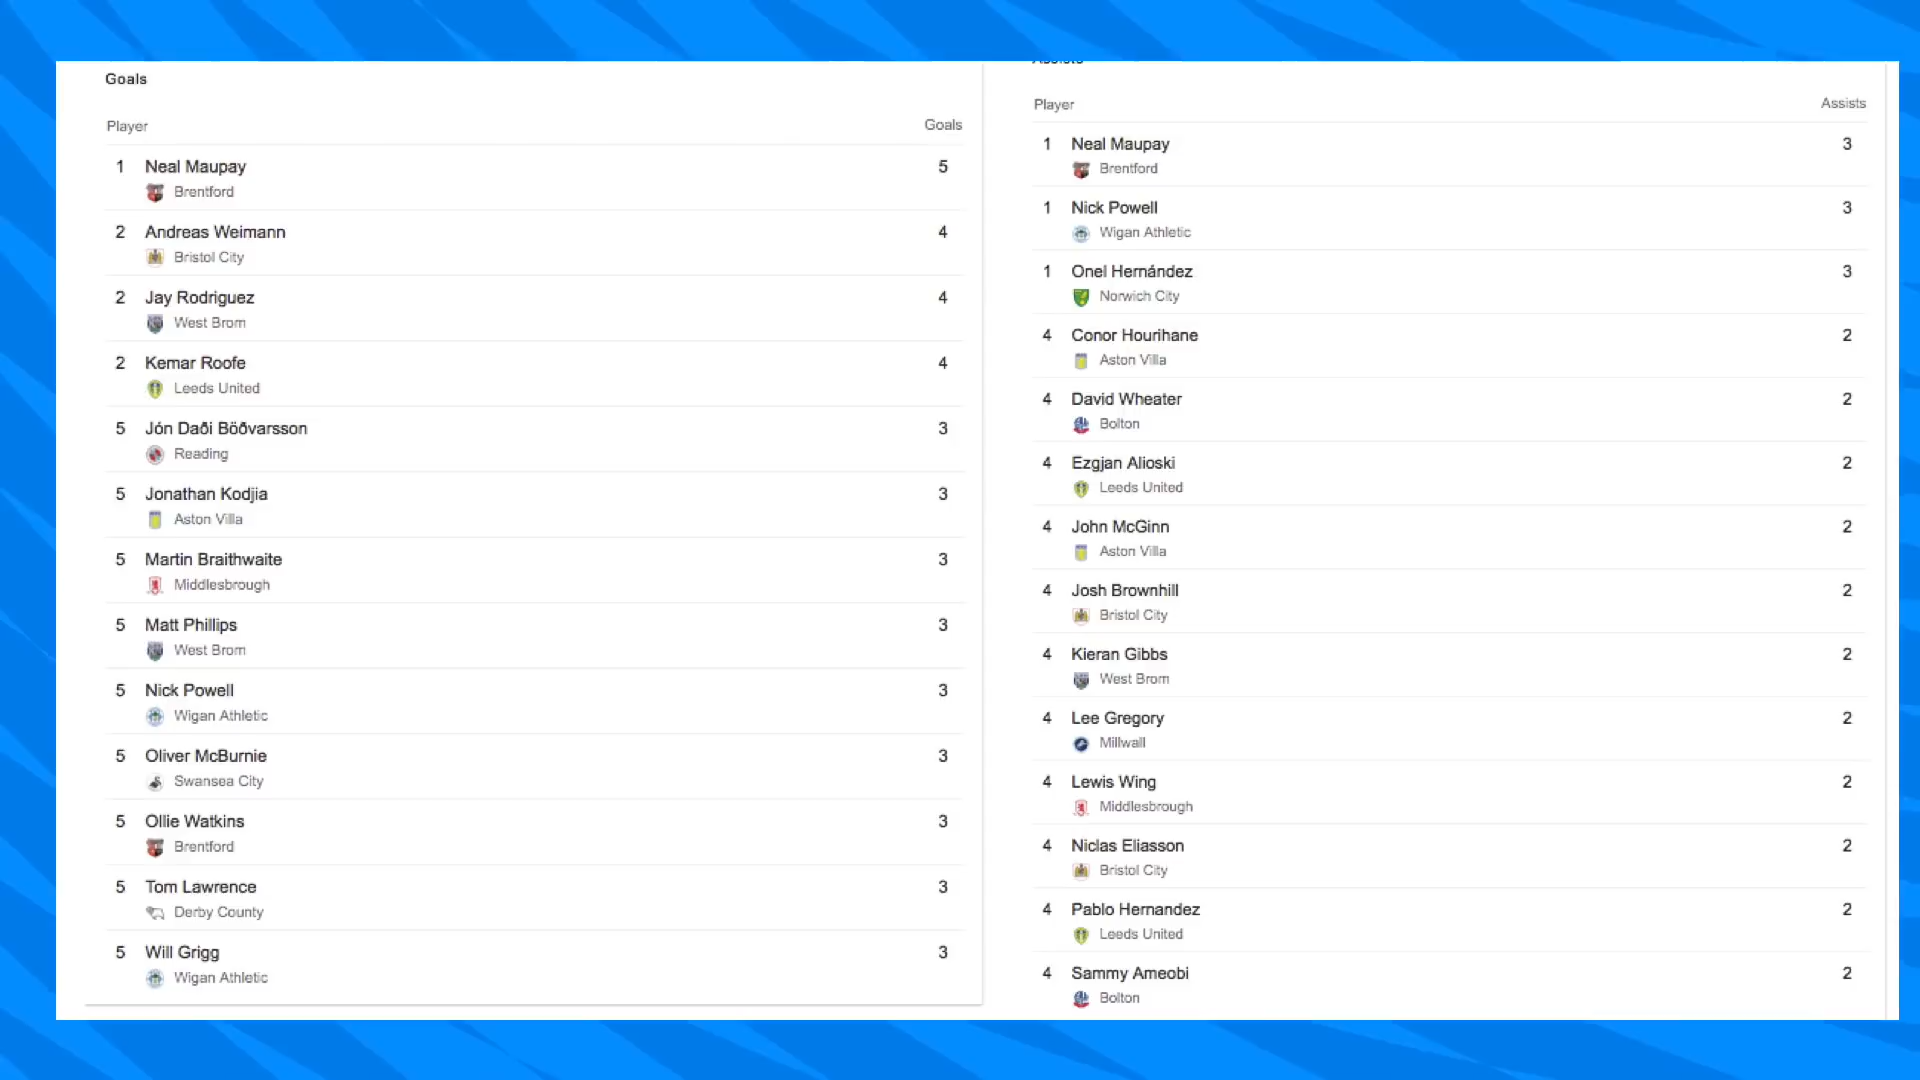 Goals
Player Goals
1 Neal Maupay 5
Brentford
2 Andreas Weimann 4
Bristol City
2 Jay Rodriguez 4
West Brom
2 Kemar Roofe 4
Leeds United
5 Jón Daði Böðvarsson 3
Reading
5 Jonathan Kodjia 3
Aston Villa
5 Martin Braithwaite 3
Middlesbrough
5 Matt Phillips 3
West Brom
5 Nick Powell 3
Wigan Athletic
5 Oliver McBurnie 3
Swansea City
5 Ollie Watkins 3
Brentford
5 Tom Lawrence 3
Derby County
5 Will Grigg 3
Wigan Athletic
Assists
Player Assists
1 Neal Maupay 3
Brentford
1 Nick Powell 3
Wigan Athletic
1 Onel Hernández 3
Norwich City
4 Conor Hourihane 2
Aston Villa
4 David Wheater 2
Bolton
4 Ezgjan Alioski 2
Leeds United
4 John McGinn 2
Aston Villa
4 Josh Brownhill 2
Bristol City
4 Kieran Gibbs 2
West Brom
4 Lee Gregory 2
Millwall
4 Lewis Wing 2
Middlesbrough
4 Niclas Eliasson 2
Bristol City
4 Pablo Hernandez 2
Leeds United
4 Sammy Ameobi 2
Bolton